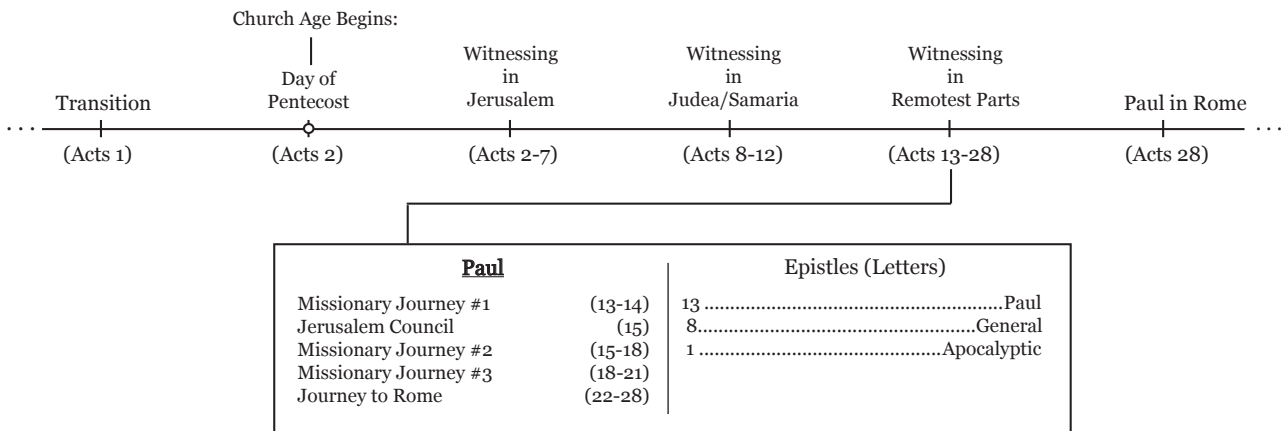 Church Age Begins:
Transition
Day of
Pentecost
Witnessing
in
Jerusalem
Witnessing
in
Judea/Samaria
Witnessing
in
Remotest Parts
Paul in Rome
(Acts 1)
(Acts 2)
(Acts 2-7)
(Acts 8-12)
(Acts 13-28)
(Acts 28)
Paul
Missionary Journey #1 (13-14)
Jerusalem Council (15)
Missionary Journey #2 (15-18)
Missionary Journey #3 (18-21)
Journey to Rome (22-28)
Epistles (Letters)
13 ........................................................Paul
8....................................................General
1 .............................................Apocalyptic